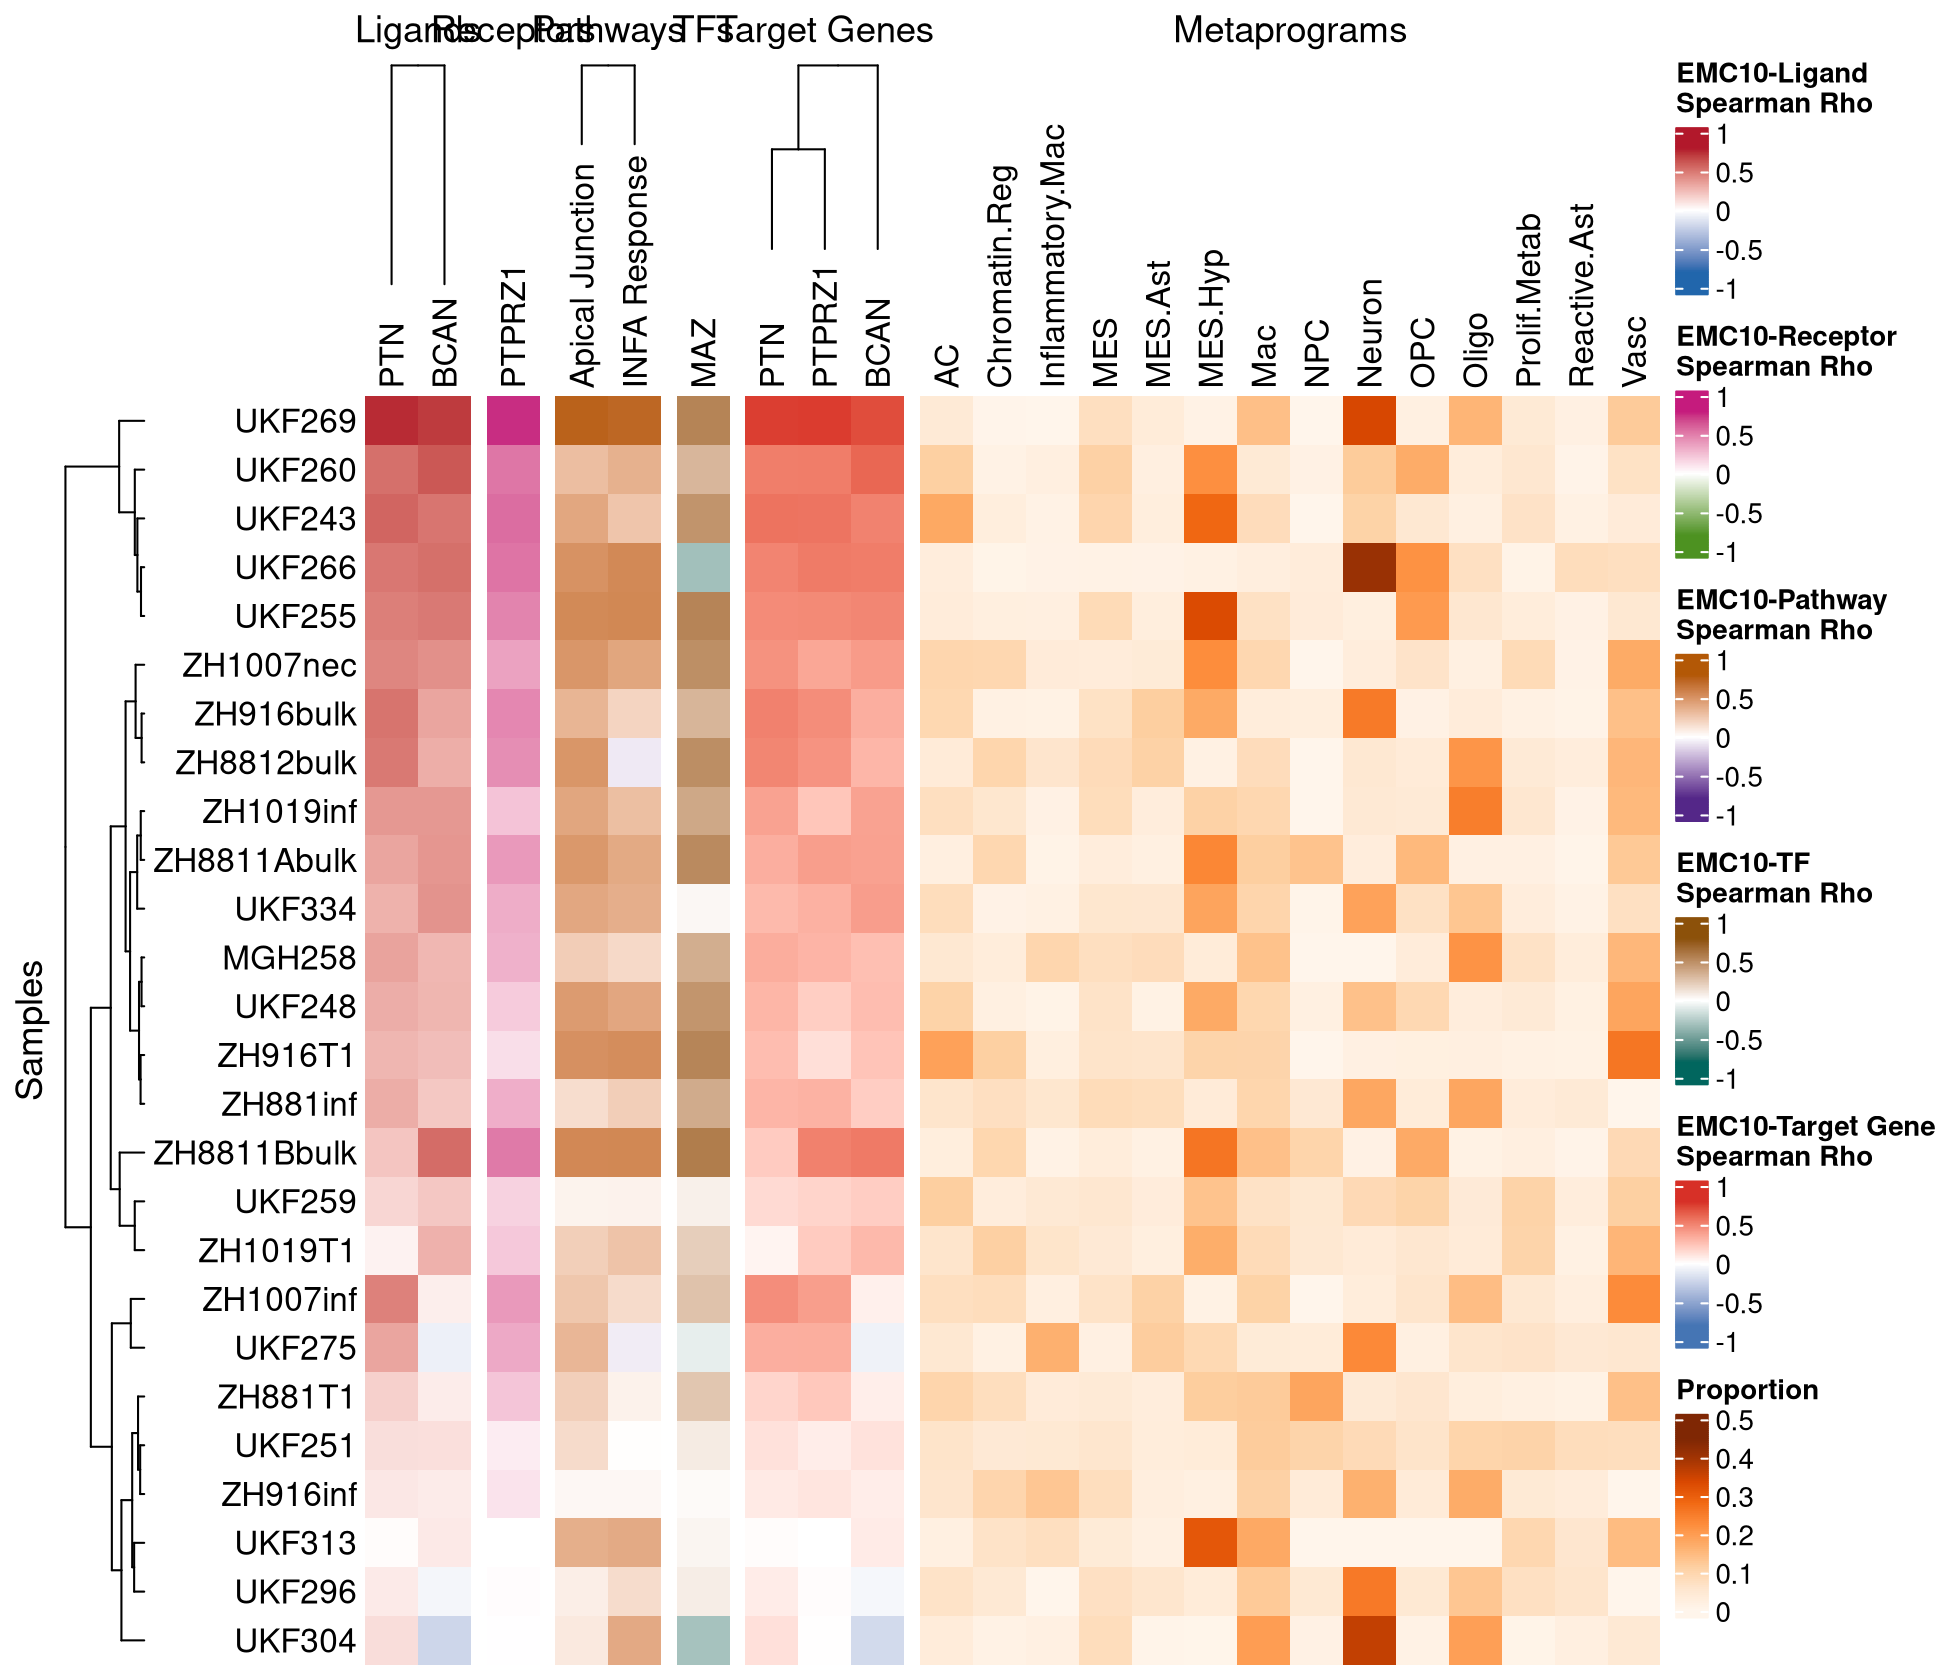 Ligands Receptors Pathways TFs Target Genes Metaprograms
PTN
BCAN
PTPRZ1
Apical Junction
INFA Response
MAZ
PTN
PTPRZ1
BCAN
AC
Chromatin.Reg
Inflammatory.Mac
MES
MES.Ast
MES.Hyp
Mac
NPC
Neuron
OPC
Oligo
Prolif.Metab
Reactive.Ast
Vasc
Samples
UKF269
UKF260
UKF243
UKF266
UKF255
ZH1007nec
ZH916bulk
ZH8812bulk
ZH1019inf
ZH8811Abulk
UKF334
MGH258
UKF248
ZH916T1
ZH881inf
ZH8811Bbulk
UKF259
ZH1019T1
ZH1007inf
UKF275
ZH881T1
UKF251
ZH916inf
UKF313
UKF296
UKF304
EMC10-Ligand
Spearman Rho
1
0.5
0
-0.5
-1
EMC10-Receptor
Spearman Rho
1
0.5
0
-0.5
-1
EMC10-Pathway
Spearman Rho
1
0.5
0
-0.5
-1
EMC10-TF
Spearman Rho
1
0.5
0
-0.5
-1
EMC10-Target Gene
Spearman Rho
1
0.5
0
-0.5
-1
Proportion
0.5
0.4
0.3
0.2
0.1
0